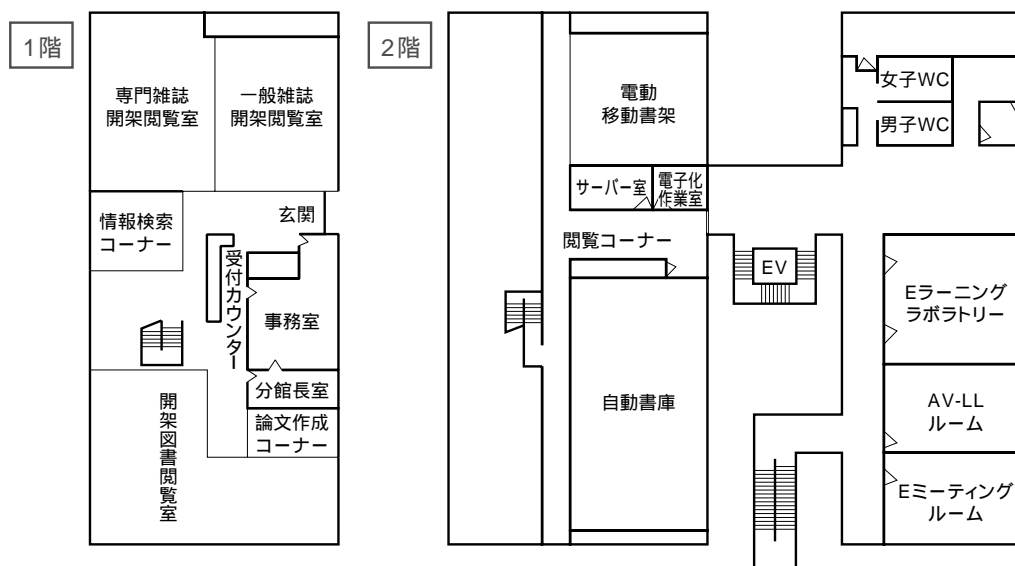 1階
専門雑誌
開架閲覧室
一般雑誌
開架閲覧室
情報検索
コーナー
玄関
受付カウンター
事務室
分館長室
論文作成
コーナー
開架図書閲覧室
2階
電動
移動書架
サーバー室
電子化
作業室
閲覧コーナー
自動書庫
EV
女子WC
男子WC
Eラーニング
ラボラトリー
AV-LL
ルーム
Eミーティング
ルーム